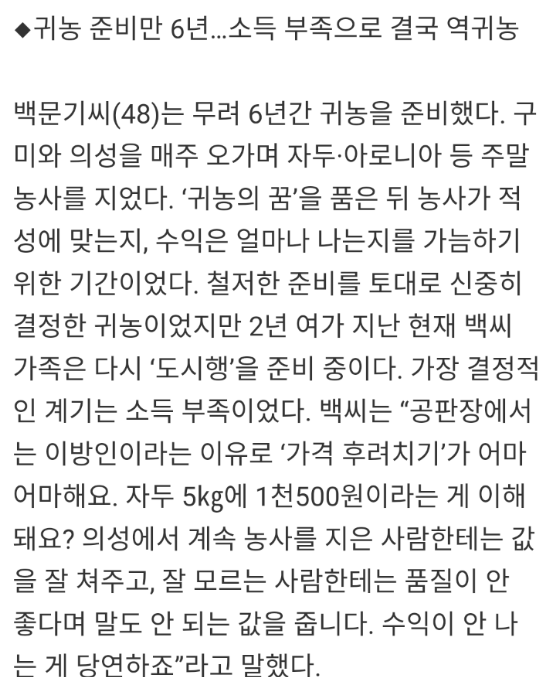 ◆귀농 준비만 6년…소득 부족으로 결국 역귀농
백문기씨(48)는 무려 6년간 귀농을 준비했다. 구
미와 의성을 매주 오가며 자두·아로니아 등 주말
농사를 지었다. ‘귀농의 꿈’을 품은 뒤 농사가 적
성에 맞는지, 수익은 얼마나 나는지를 가늠하기
위한 기간이었다. 철저한 준비를 토대로 신중히
결정한 귀농이었지만 2년 여가 지난 현재 백씨
가족은 다시 ‘도시행’을 준비 중이다. 가장 결정적
인 계기는 소득 부족이었다. 백씨는 “공판장에서
는 이방인이라는 이유로 ‘가격 후려치기’가 어마
어마해요. 자두 5㎏에 1천500원이라는 게 이해
돼요? 의성에서 계속 농사를 지은 사람한테는 값
을 잘 쳐주고, 잘 모르는 사람한테는 품질이 안
좋다며 말도 안 되는 값을 줍니다. 수익이 안 나
는 게 당연하죠”라고 말했다.